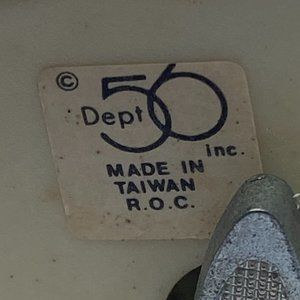 ©
Dept 56
inc.
MADE IN
TAIWAN
R.O.C.